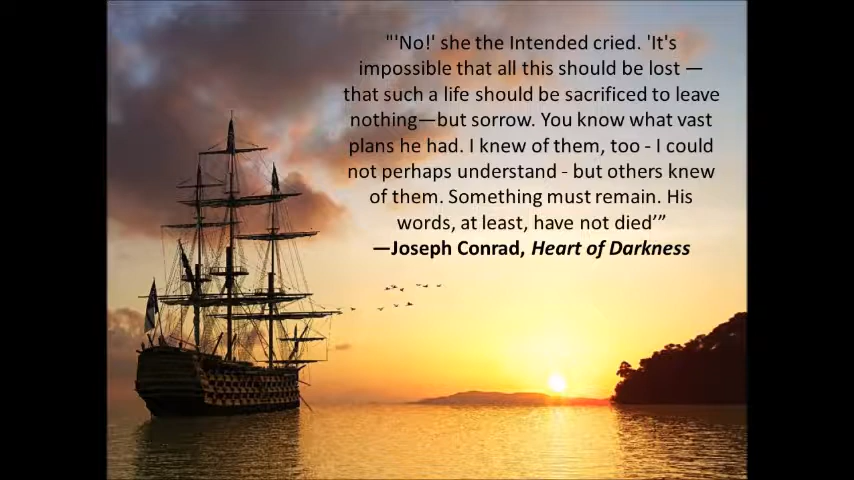 "'No!' she the Intended cried. 'It's
impossible that all this should be lost —
that such a life should be sacrificed to leave
nothing—but sorrow. You know what vast
plans he had. I knew of them, too - I could
not perhaps understand - but others knew
of them. Something must remain. His
words, at least, have not died’”
—Joseph Conrad, Heart of Darkness